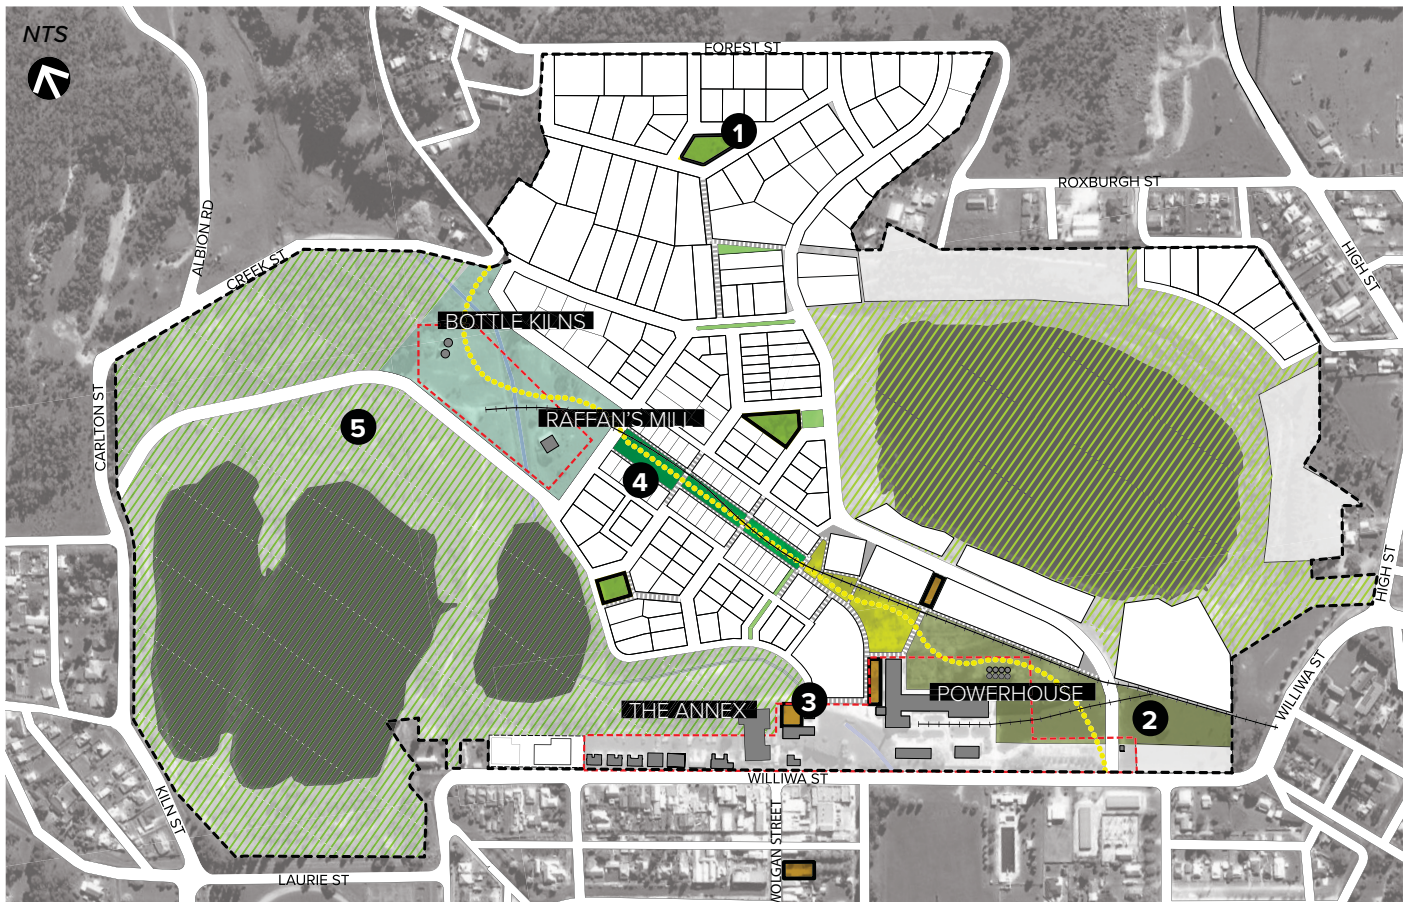 NTS
FOREST ST
1
ROXBURGH ST
ALBION RD
CREEK ST
HIGH ST
BOTTLE KILNS
CARLTON ST
RAFFAN'S MILL
5
4
HIGH ST
WILLIWA ST
POWERHOUSE
3
THE ANNEX
2
WILLIWA ST
KILN ST
WOLGAN STREET
LAURIE ST